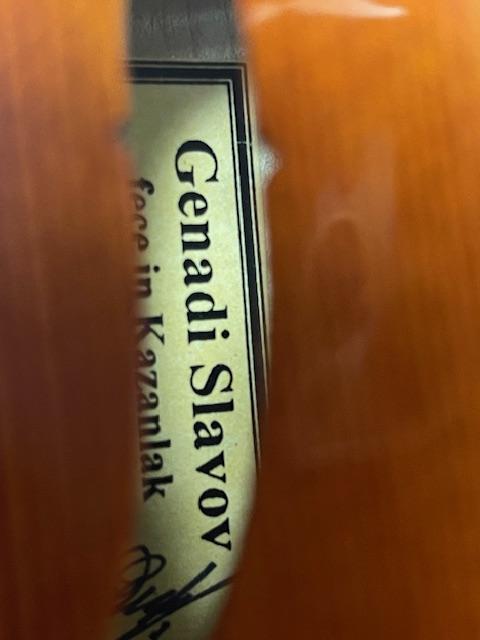 Genadi Slavov
fece in Kazanlak